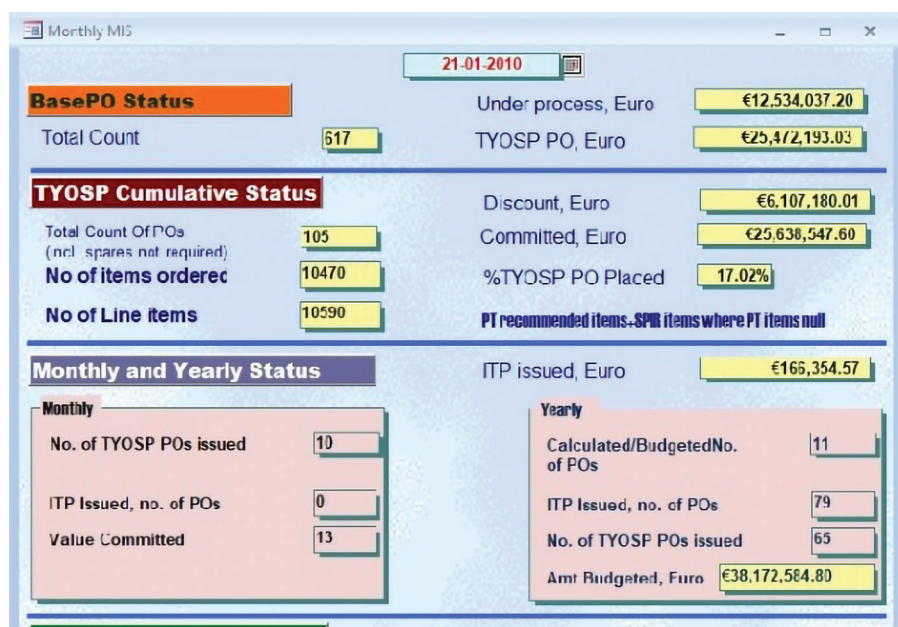 Monthly MIS
21-01-2010
BasePO Status
Under process, Euro €12,534,037.20
Total Count 617
TYOSP PO, Euro €25,472,193.03
TYOSP Cumulative Status
Discount, Euro €6,107,180.01
Total Count Of POs 105
(ncl spares not required)
Committed, Euro €25,638,547.60
No of items ordered 10470
%TYOSP PO Placed 17.02%
No of Line items 10590
PT recommended items+SPIR items where PT items null
Monthly and Yearly Status
ITP issued, Euro €166,354.57
Monthly
No. of TYOSP POs issued 10
ITP Issued, no. of POs 0
Value Committed 13
Yearly
Calculated/BudgetedNo. 11
of POs
ITP Issued, no. of POs 79
No. of TYOSP POs issued 65
Amt Budgeted, Euro €38,172,584.80